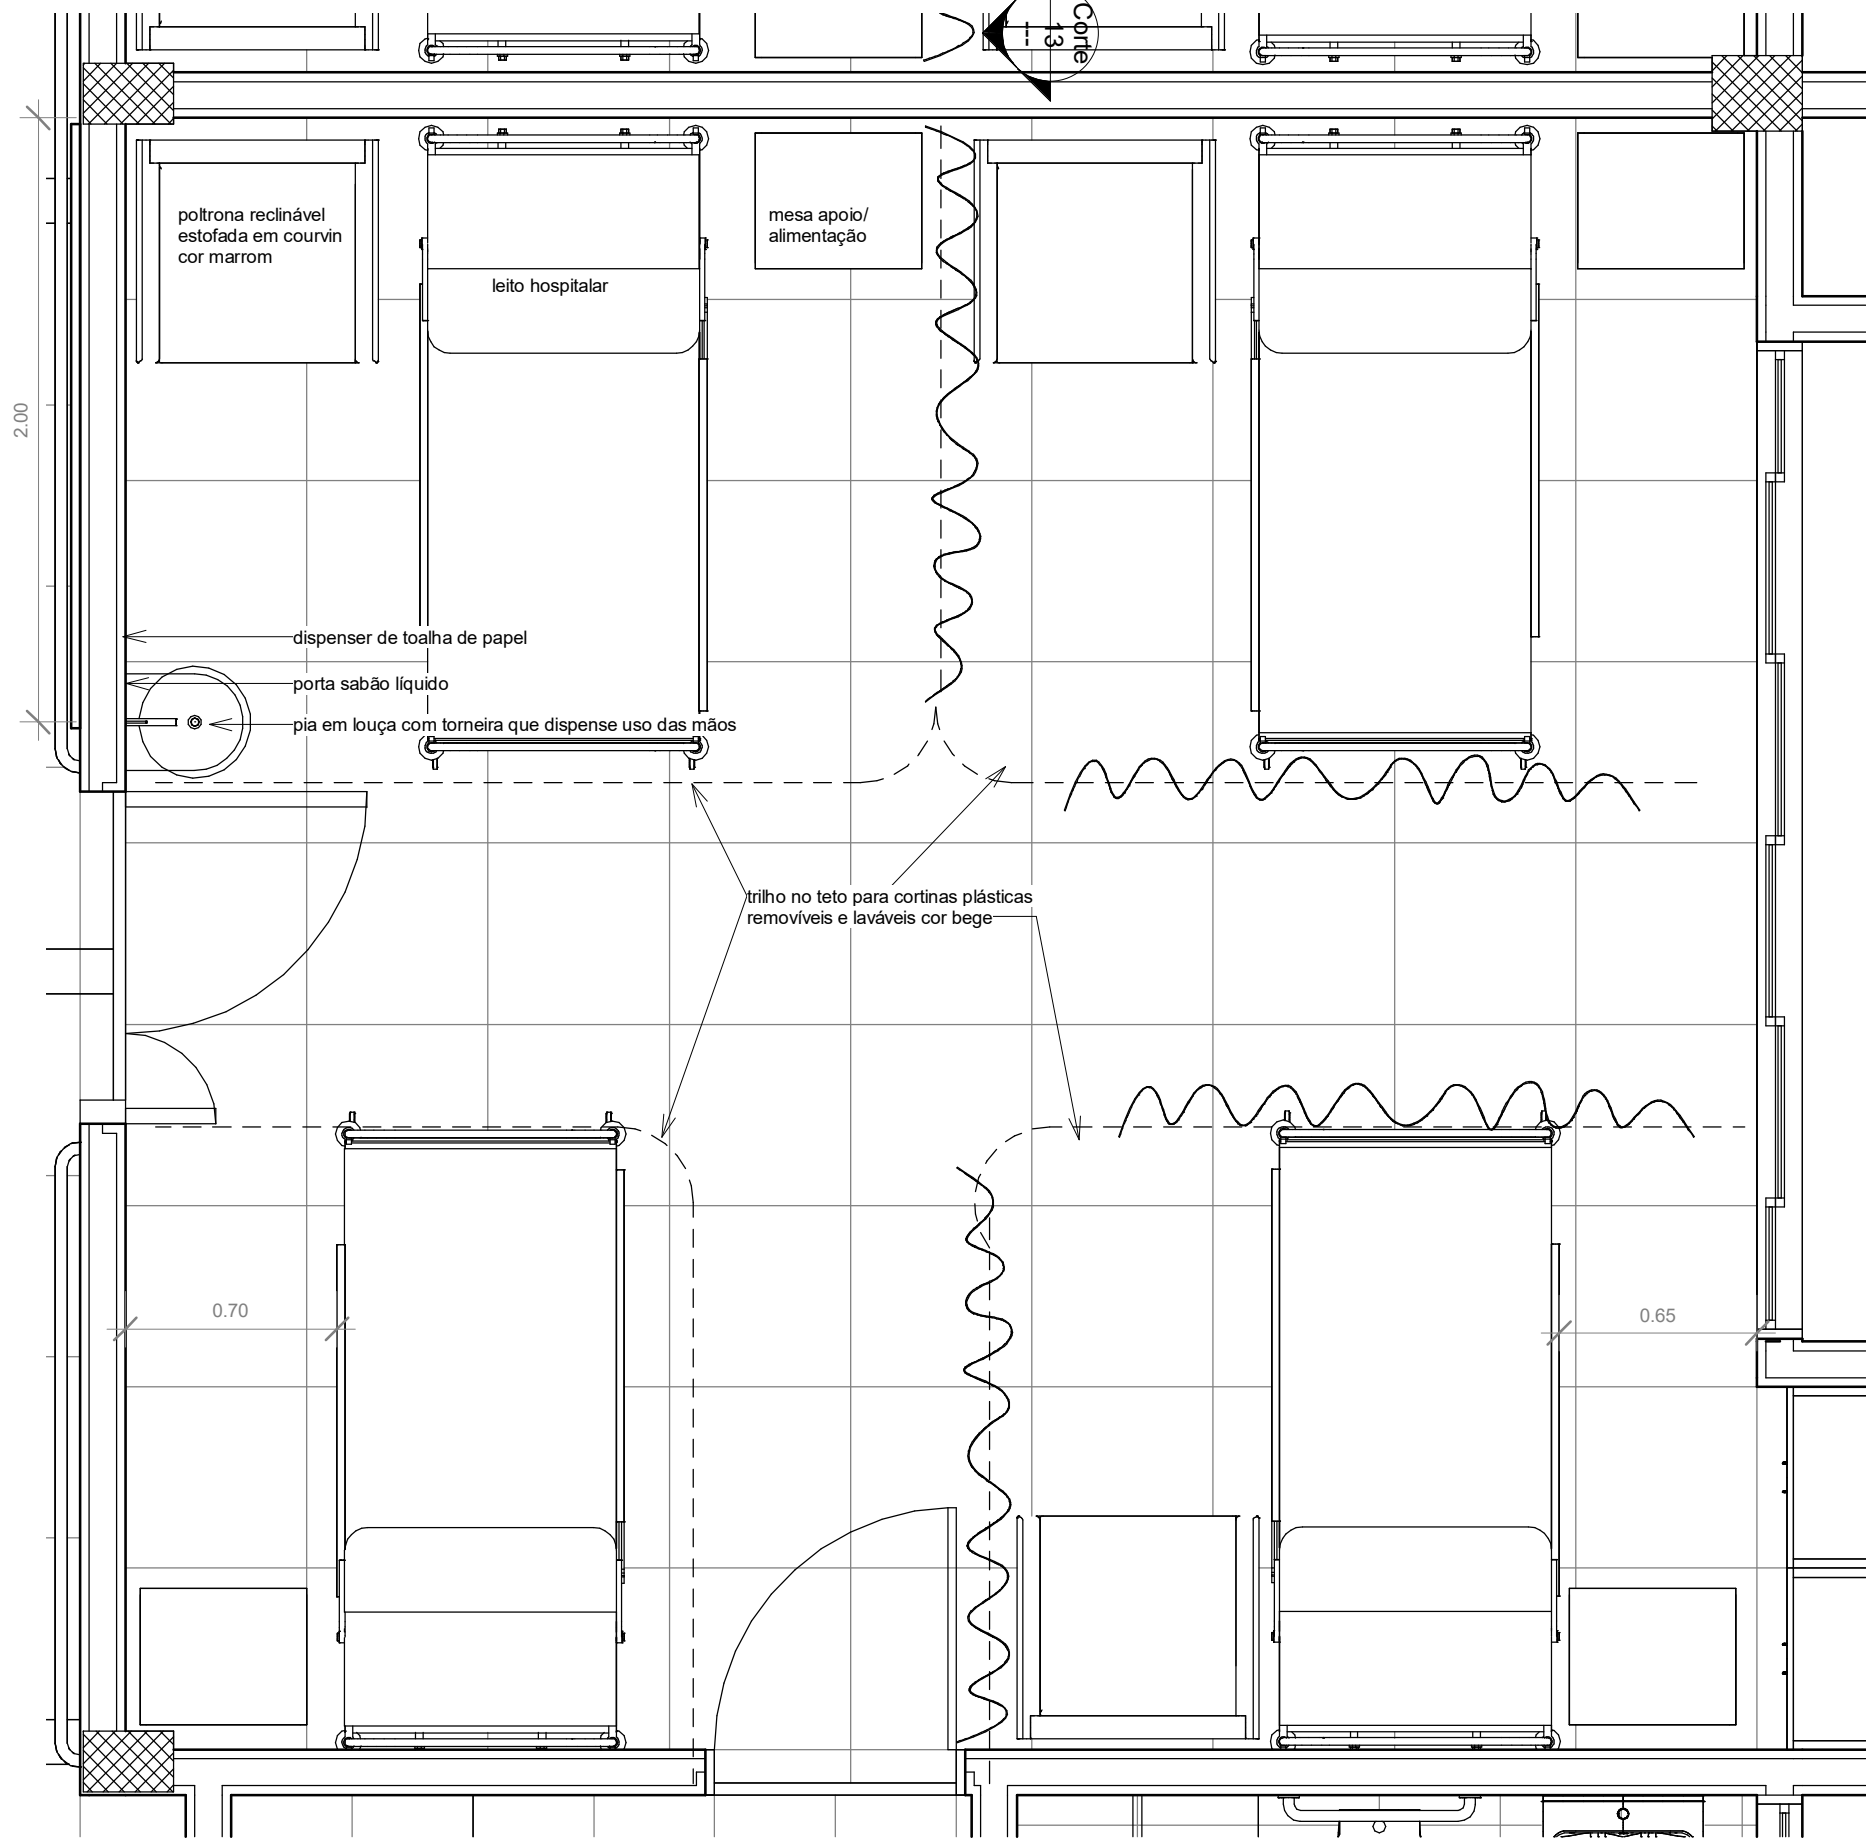 Corte
13
---
poltrona reclinável
estofada em courvin
cor marrom
mesa apoio/
alimentação
leito hospitalar
2.00
dispenser de toalha de papel
porta sabão líquido
pia em louça com torneira que dispense uso das mãos
trilho no teto para cortinas plásticas
removíveis e laváveis cor bege
0.70
0.65